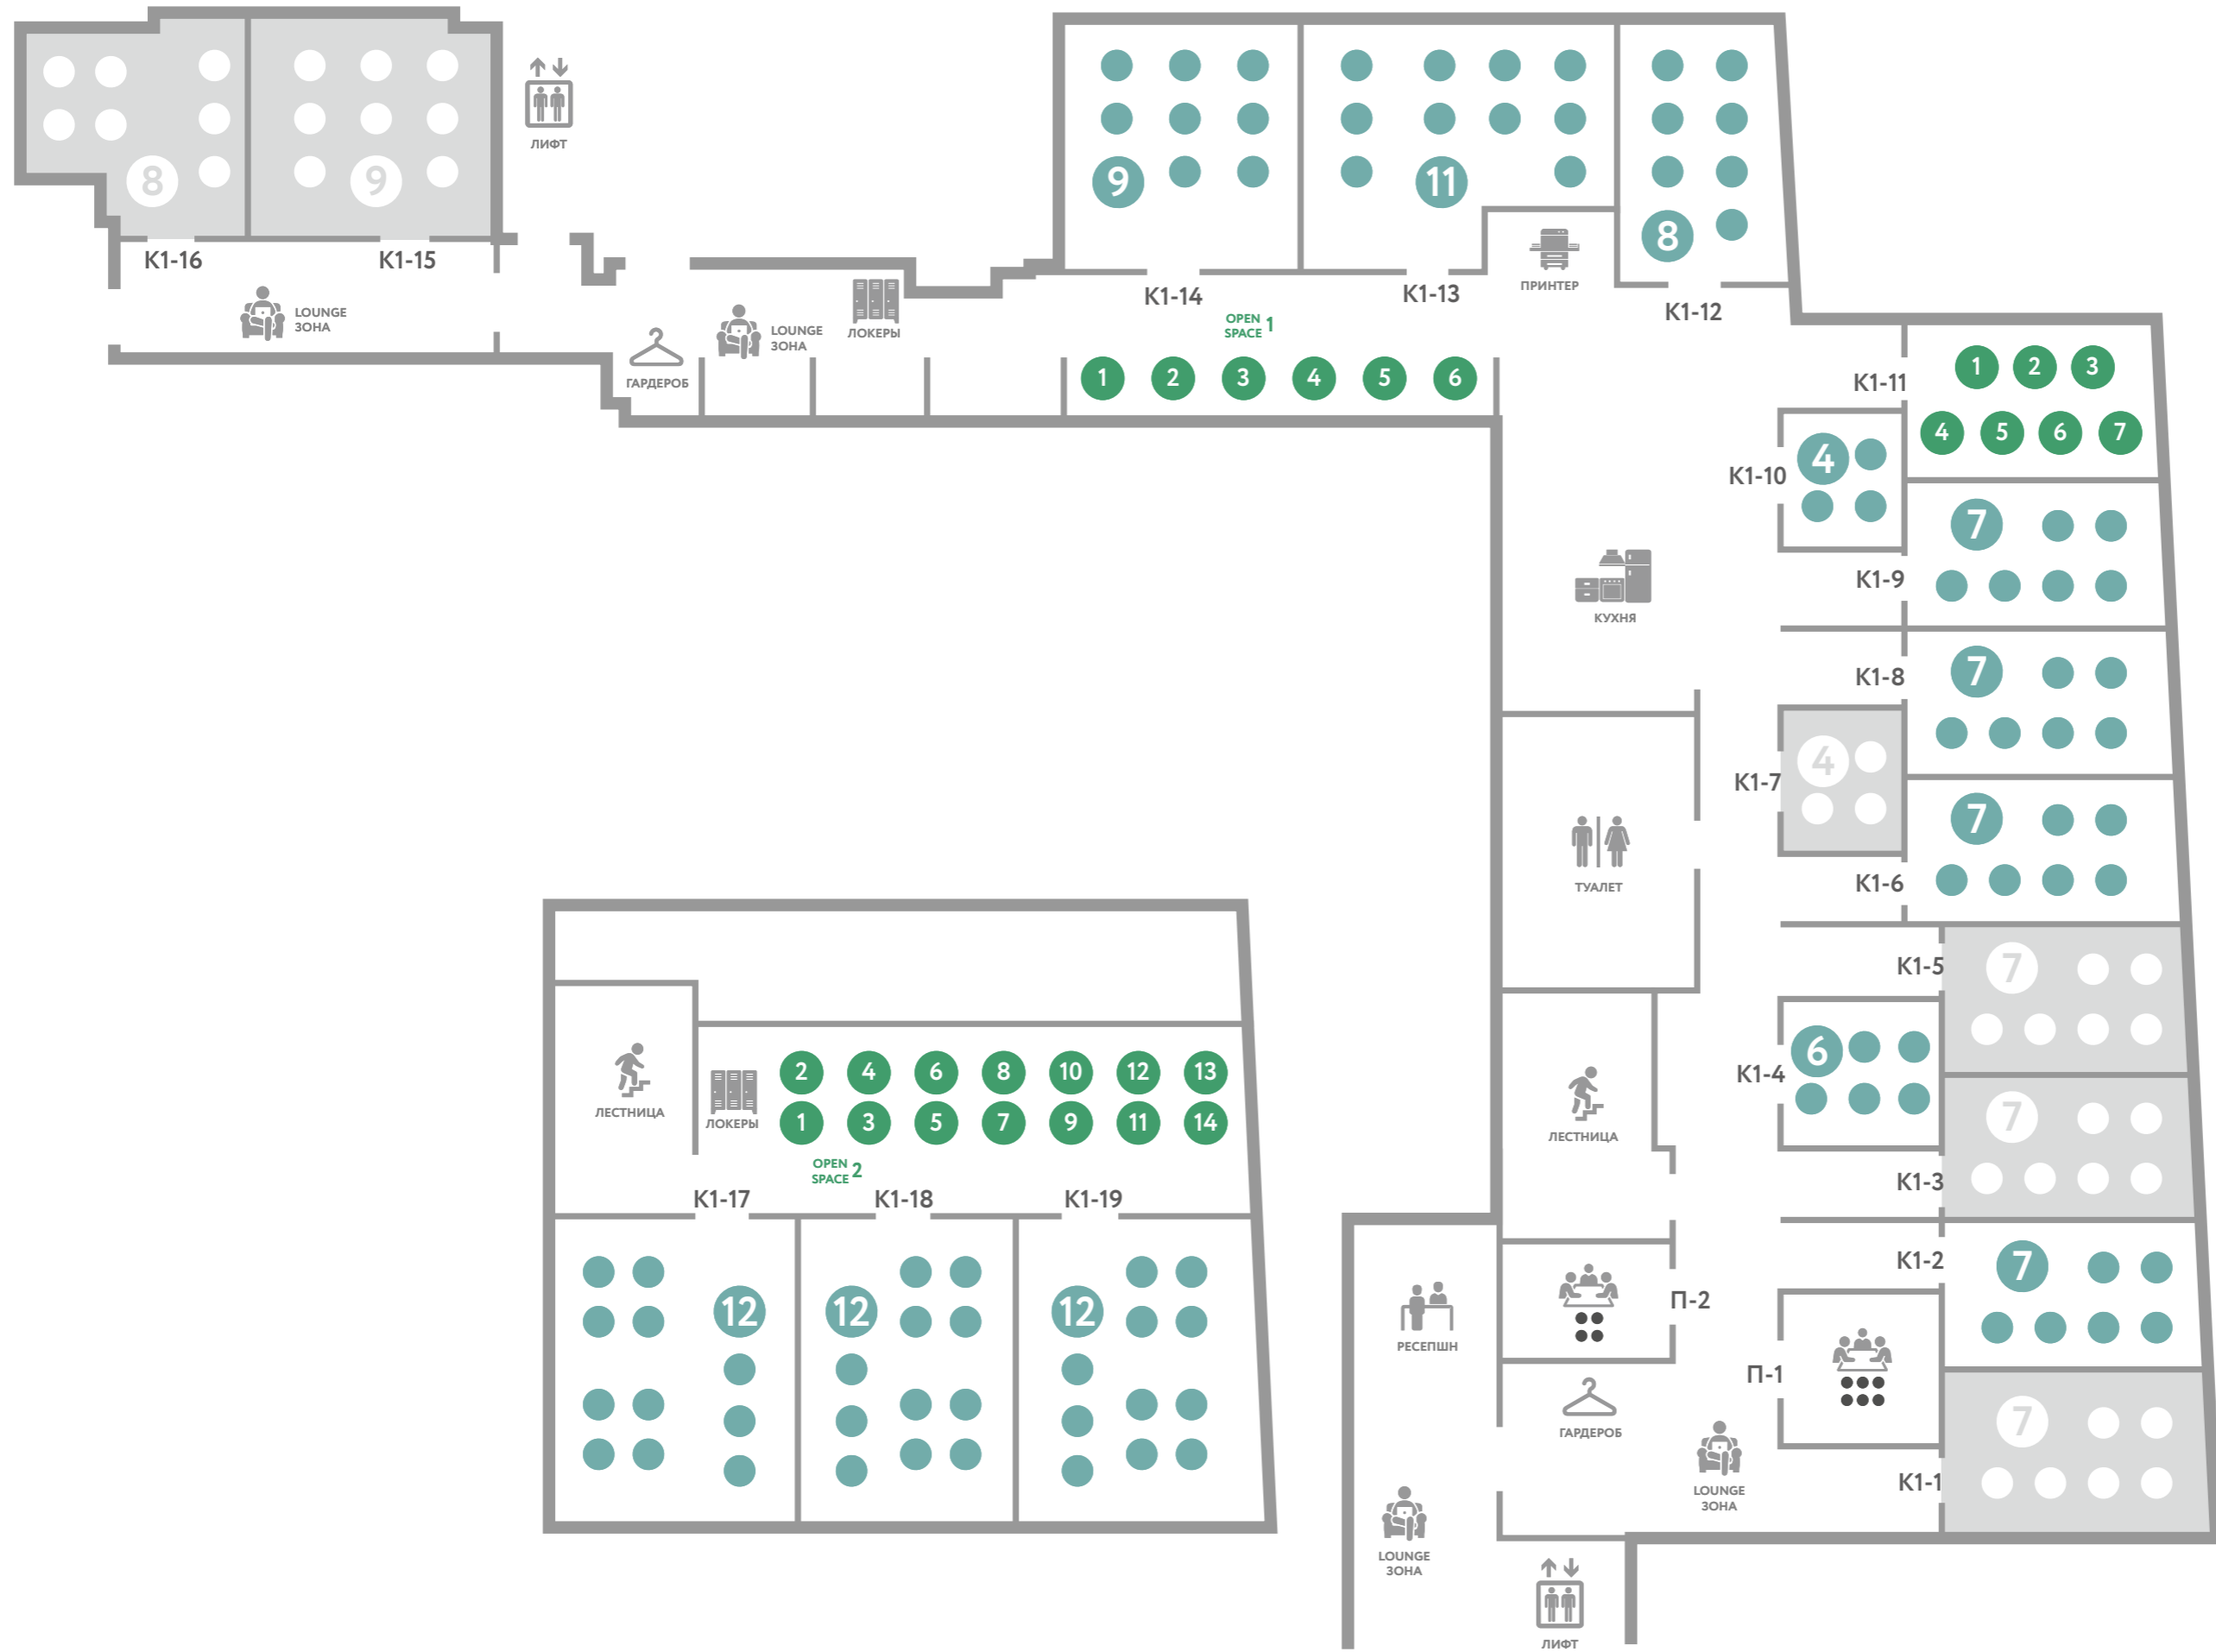 8
9
ЛИФТ
К1-16
К1-15
LOUNGE
ЗОНА
ГАРДЕРОБ
LOUNGE
ЗОНА
ЛОКЕРЫ
9
11
8
К1-14
К1-13
ПРИНТЕР
К1-12
OPEN
SPACE 1
1 2 3 4 5 6
К1-11
1 2 3
4 5 6 7
К1-10
4
7
К1-9
КУХНЯ
К1-8
7
К1-7
4
7
К1-6
ТУАЛЕТ
К1-5
7
К1-4
6
7
К1-3
ЛЕСТНИЦА
К1-2
7
П-2
П-1
РЕСЕПШН
ГАРДЕРОБ
7
К1-1
LOUNGE
ЗОНА
LOUNGE
ЗОНА
ЛИФТ
ЛЕСТНИЦА
ЛОКЕРЫ
2 4 6 8 10 12 13
1 3 5 7 9 11 14
OPEN
SPACE 2
К1-17
К1-18
К1-19
12
12
12